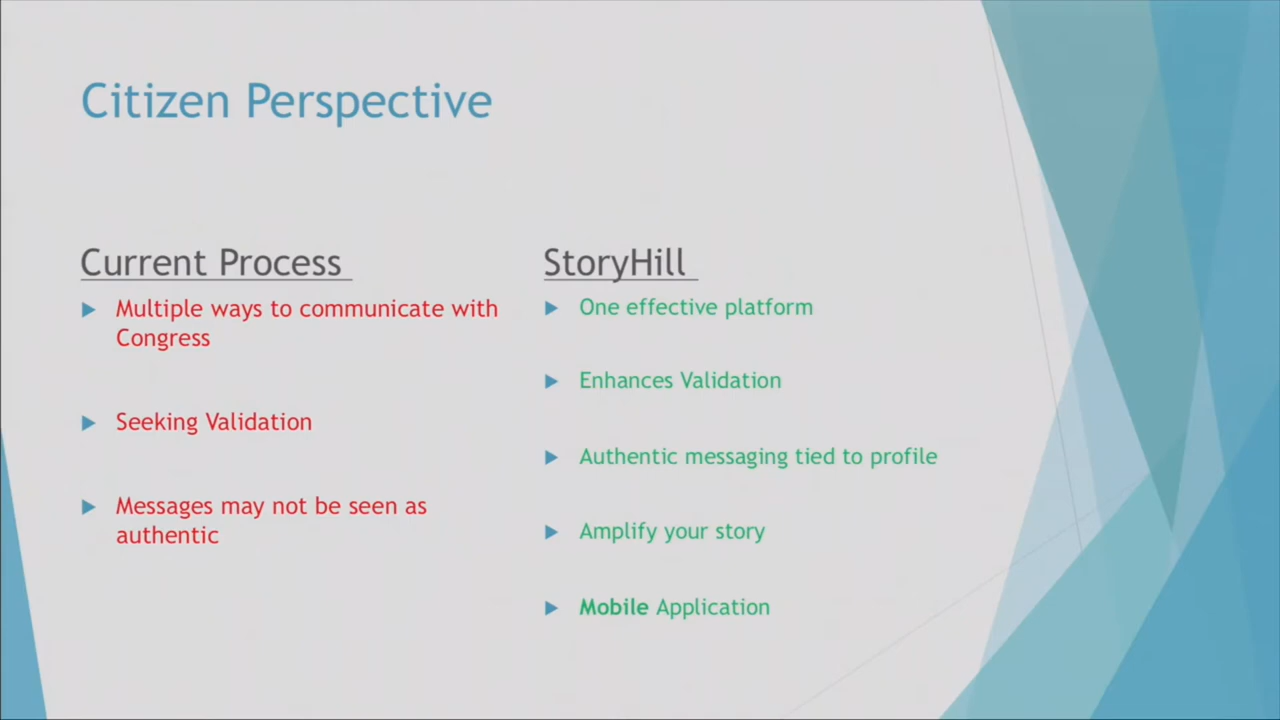 Citizen Perspective
Current Process
Multiple ways to communicate with
Congress
Seeking Validation
Messages may not be seen as
authentic
StoryHill
One effective platform
Enhances Validation
Authentic messaging tied to profile
Amplify your story
Mobile Application